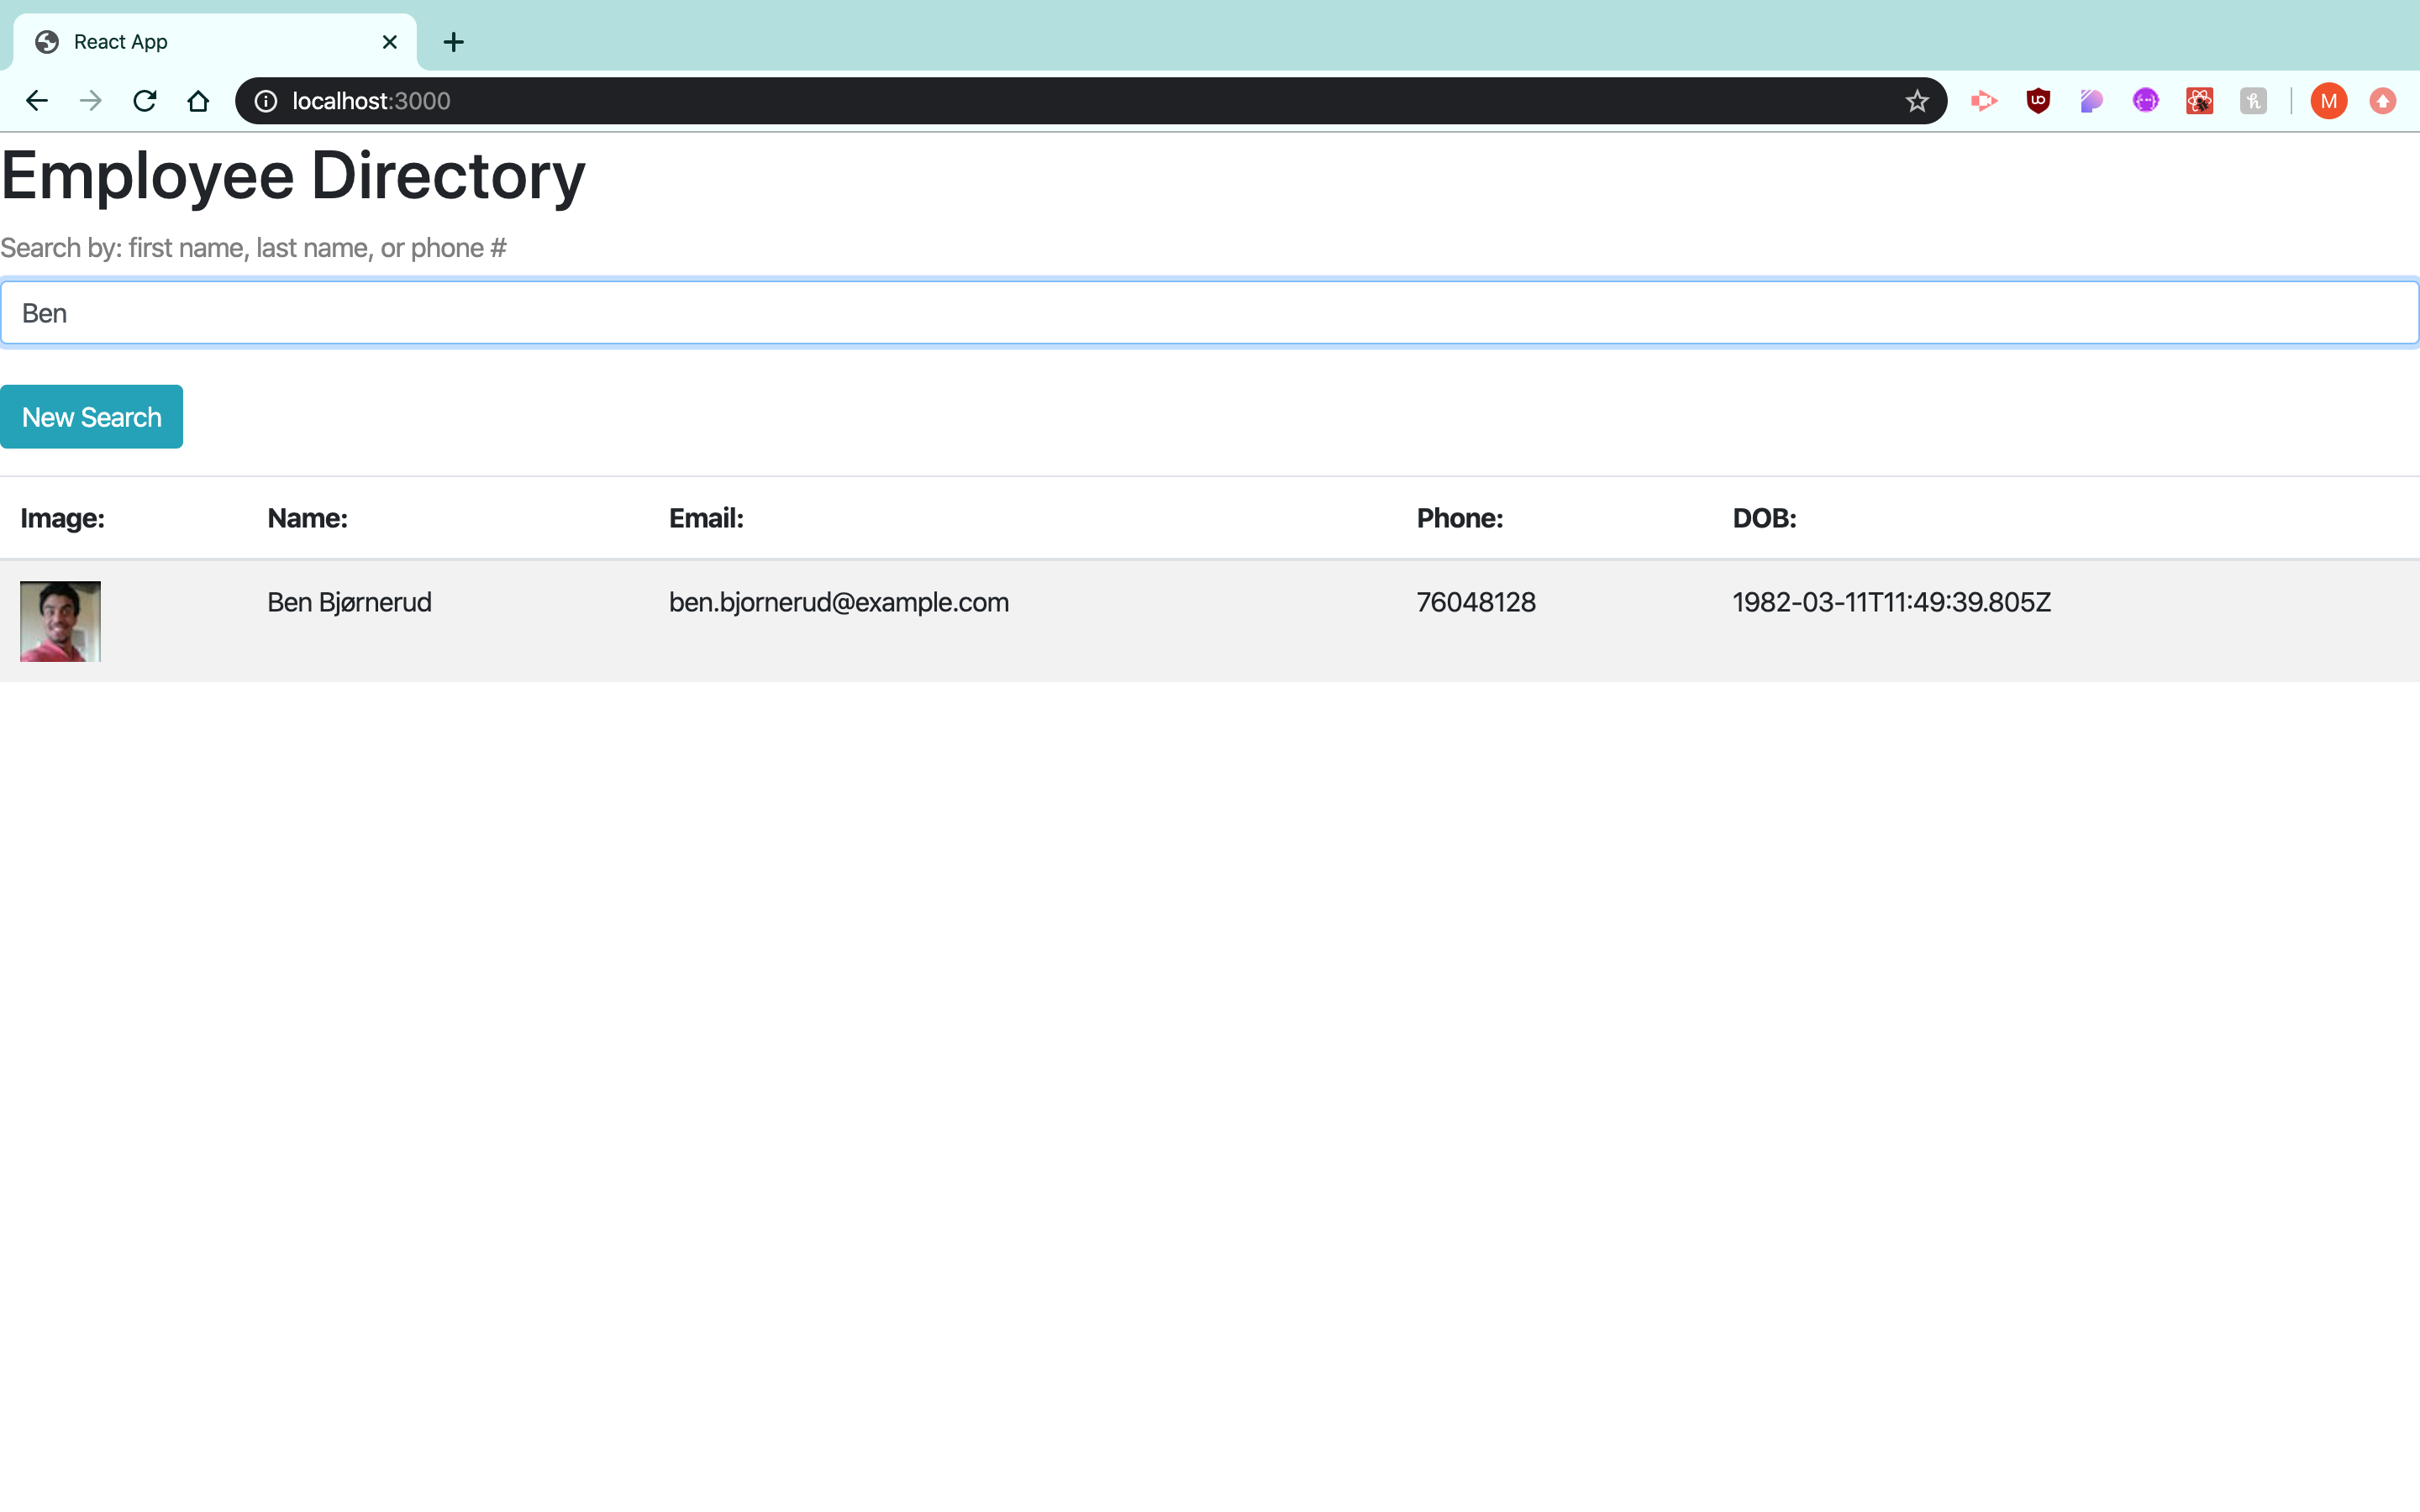 React App
localhost:3000
M
Employee Directory
Search by: first name, last name, or phone #
Ben
New Search
Image: Name: Email: Phone: DOB:
Ben Bjørnerud ben.bjornerud@example.com 76048128 1982-03-11T11:49:39.805Z